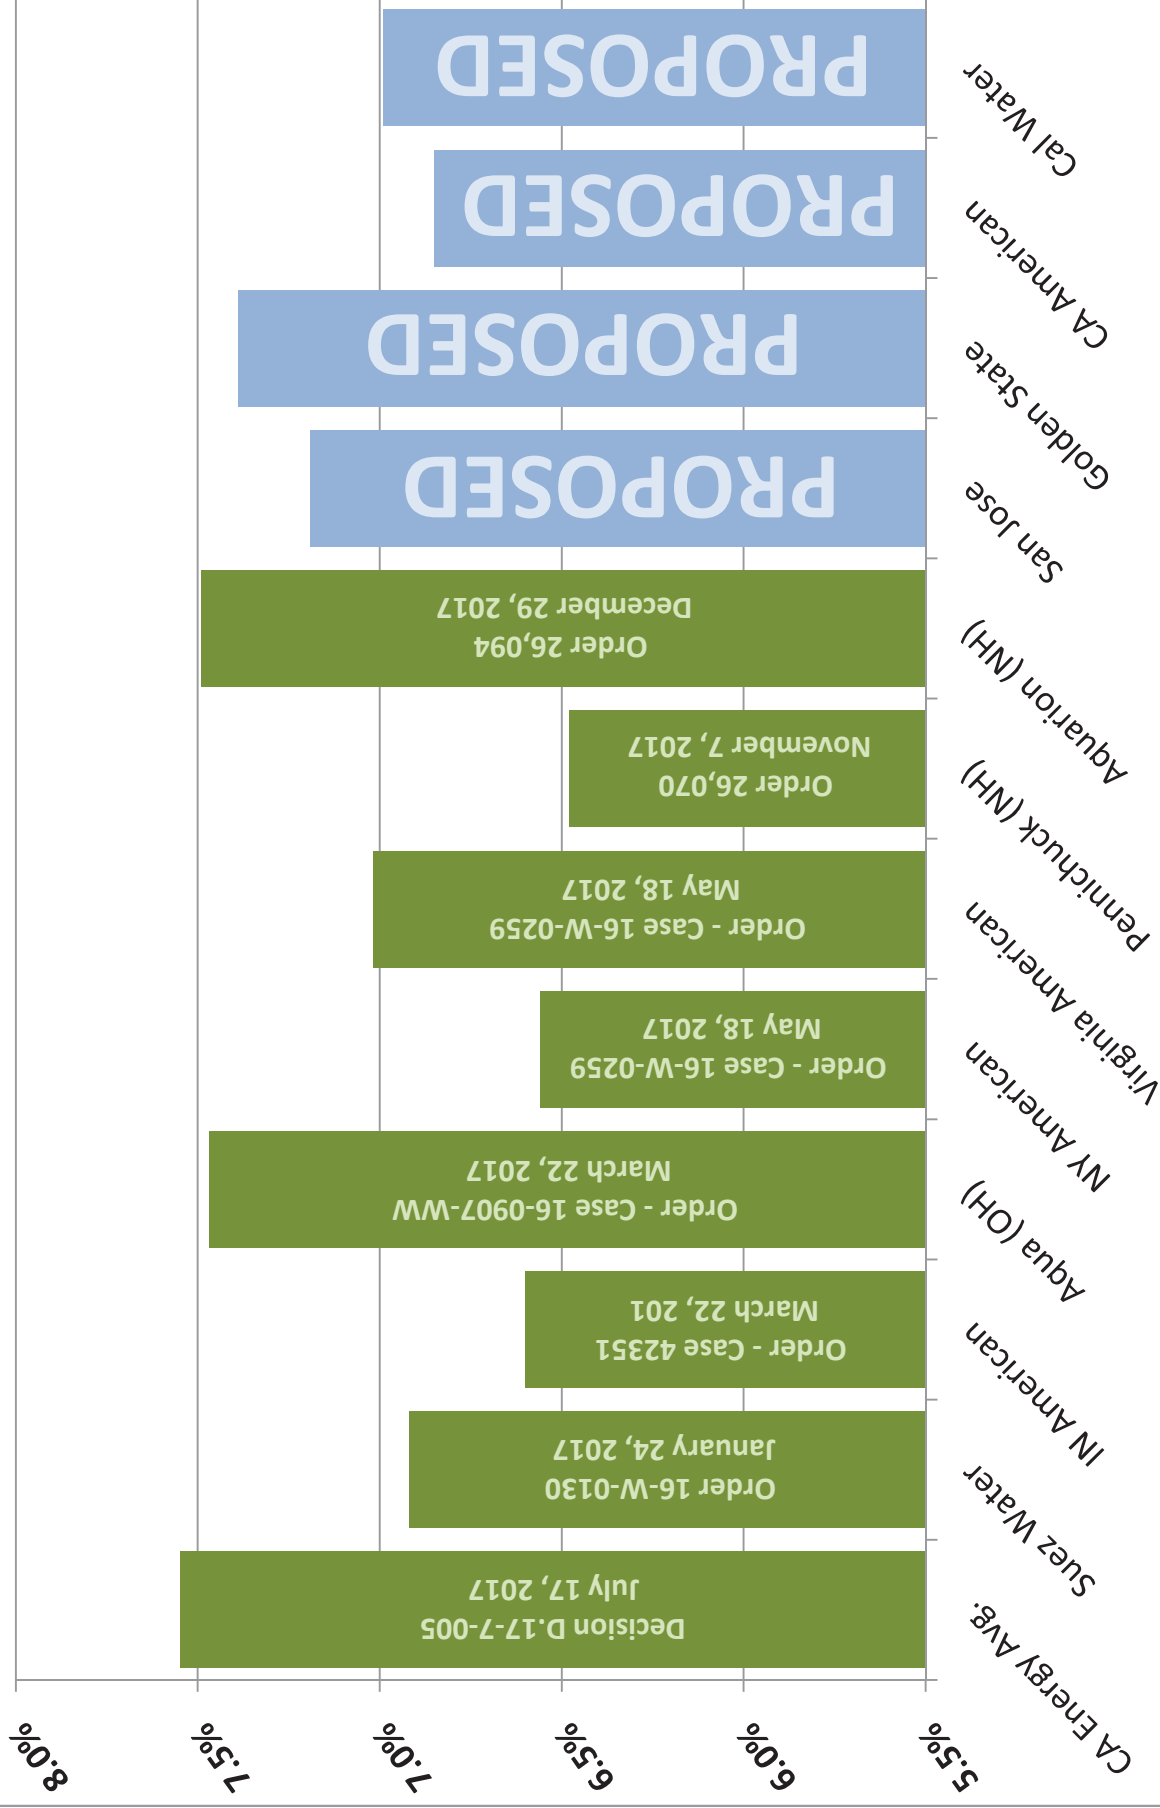 8.0%
7.5%
7.0%
6.5%
6.0%
5.5%
Decision D.17-7-005
July 17, 2017
Order 16-W-0130
January 24, 2017
Order - Case 42351
March 22, 201
Order - Case 16-0907-WW
March 22, 2017
Order - Case 16-W-0259
May 18, 2017
Order - Case 16-W-0259
May 18, 2017
Order 26,070
November 7, 2017
Order 26,094
December 29, 2017
PROPOSED
PROPOSED
PROPOSED
PROPOSED
CA Energy Avg.
Suez Water
IN American
Aqua (OH)
NY American
Virginia American
Pennichuck (NH)
Aquarion (NH)
San Jose
Golden State
CA American
Cal Water